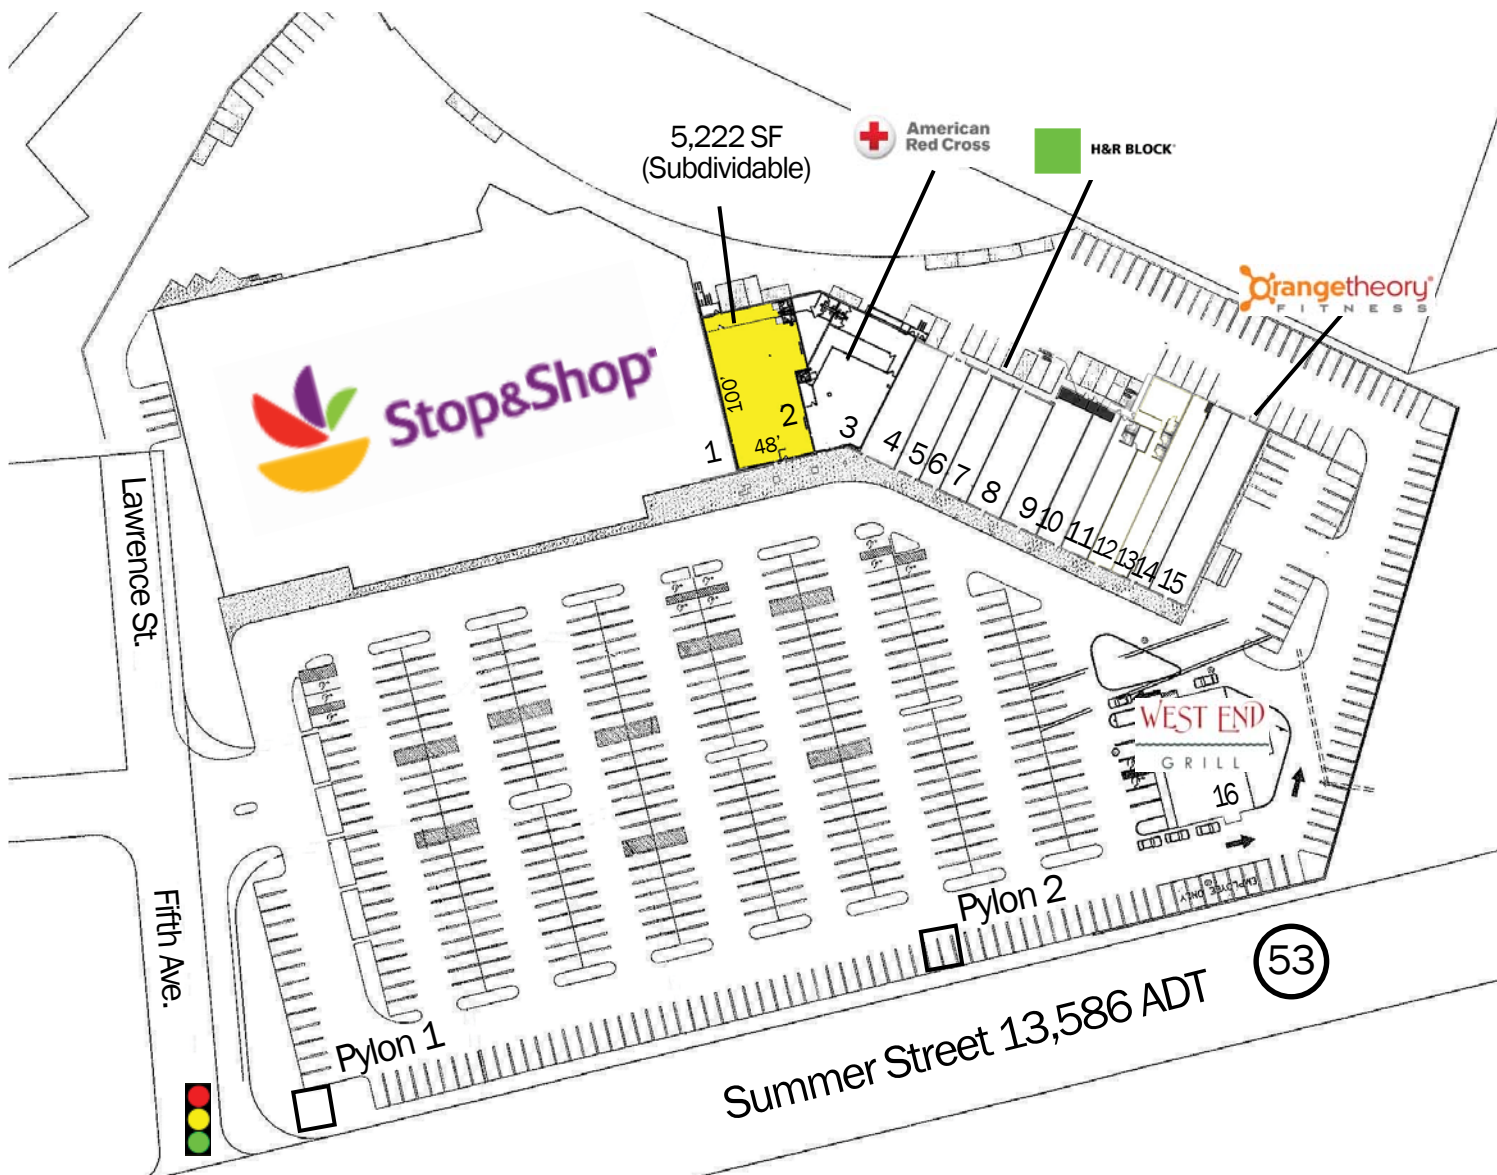 5,222 SF
(Subdividable)
American
Red Cross
H&R BLOCK
Orangetheory®
FITNESS
Stop&Shop
100'
48'
1
2
3
4
5
6
7
8
9
10
11
12
13
14
15
Lawrence St.
WEST END
GRILL
16
EMPLOYEE ONLY
Fifth Ave.
Pylon 2
Pylon 1
53
Summer Street 13,586 ADT